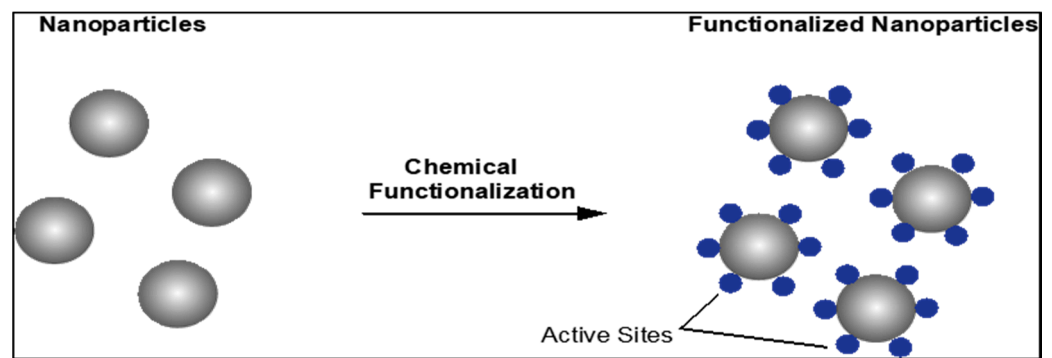 Nanoparticles
Functionalized Nanoparticles
Chemical
Functionalization
Active Sites